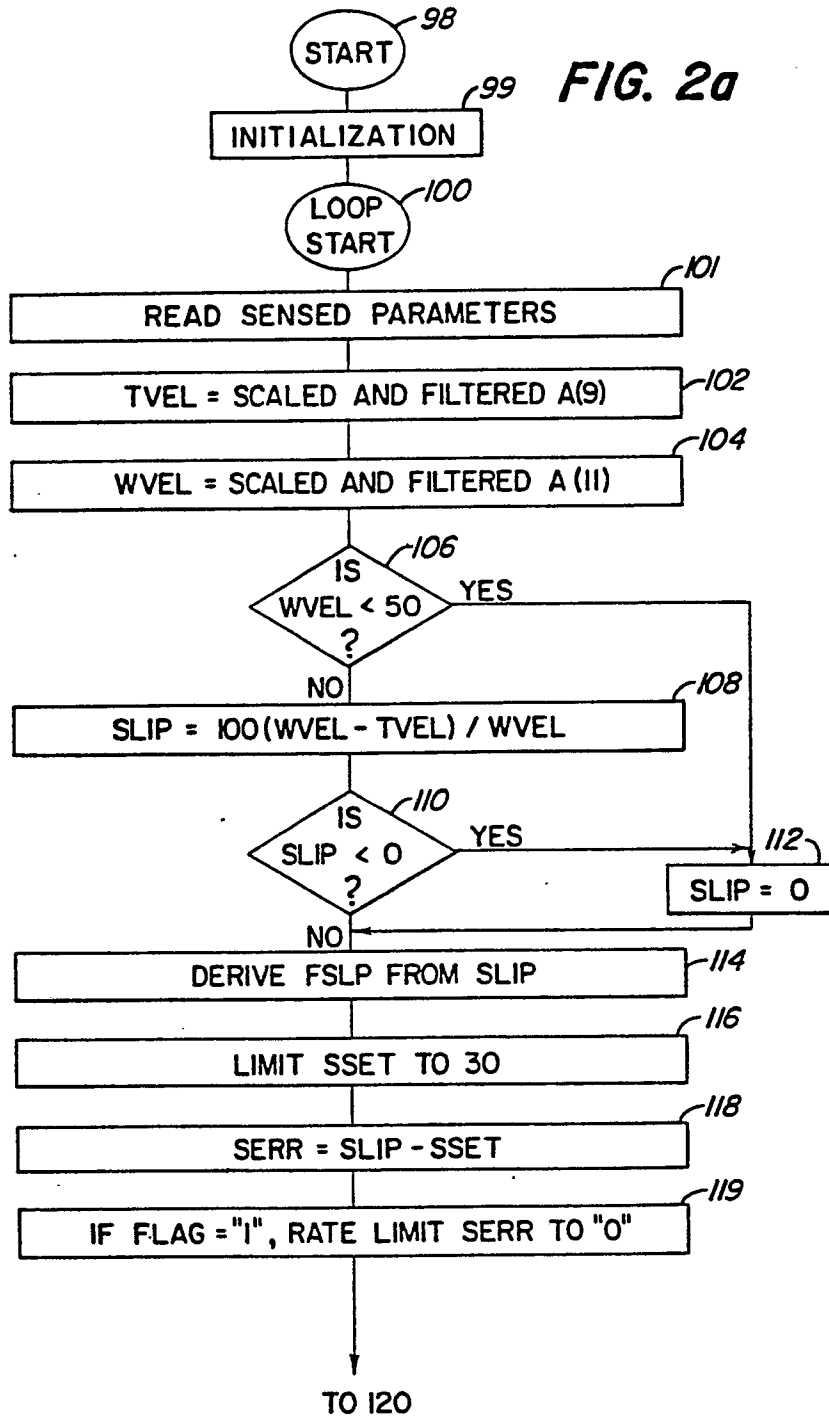 98
START
FIG. 2a
99
INITIALIZATION
100
LOOP
START
101
READ SENSED PARAMETERS
TVEL = SCALED AND FILTERED A(9)
102
104
WVEL = SCALED AND FILTERED A(11)
106
IS
WVEL < 50
?
YES
NO
108
SLIP = 100(WVEL - TVEL) / WVEL
110
IS
SLIP < 0
?
YES
112
SLIP = 0
NO
DERIVE FSLP FROM SLIP
114
116
LIMIT SSET TO 30
118
SERR = SLIP - SSET
119
IF FLAG = "1", RATE LIMIT SERR TO "0"
TO 120